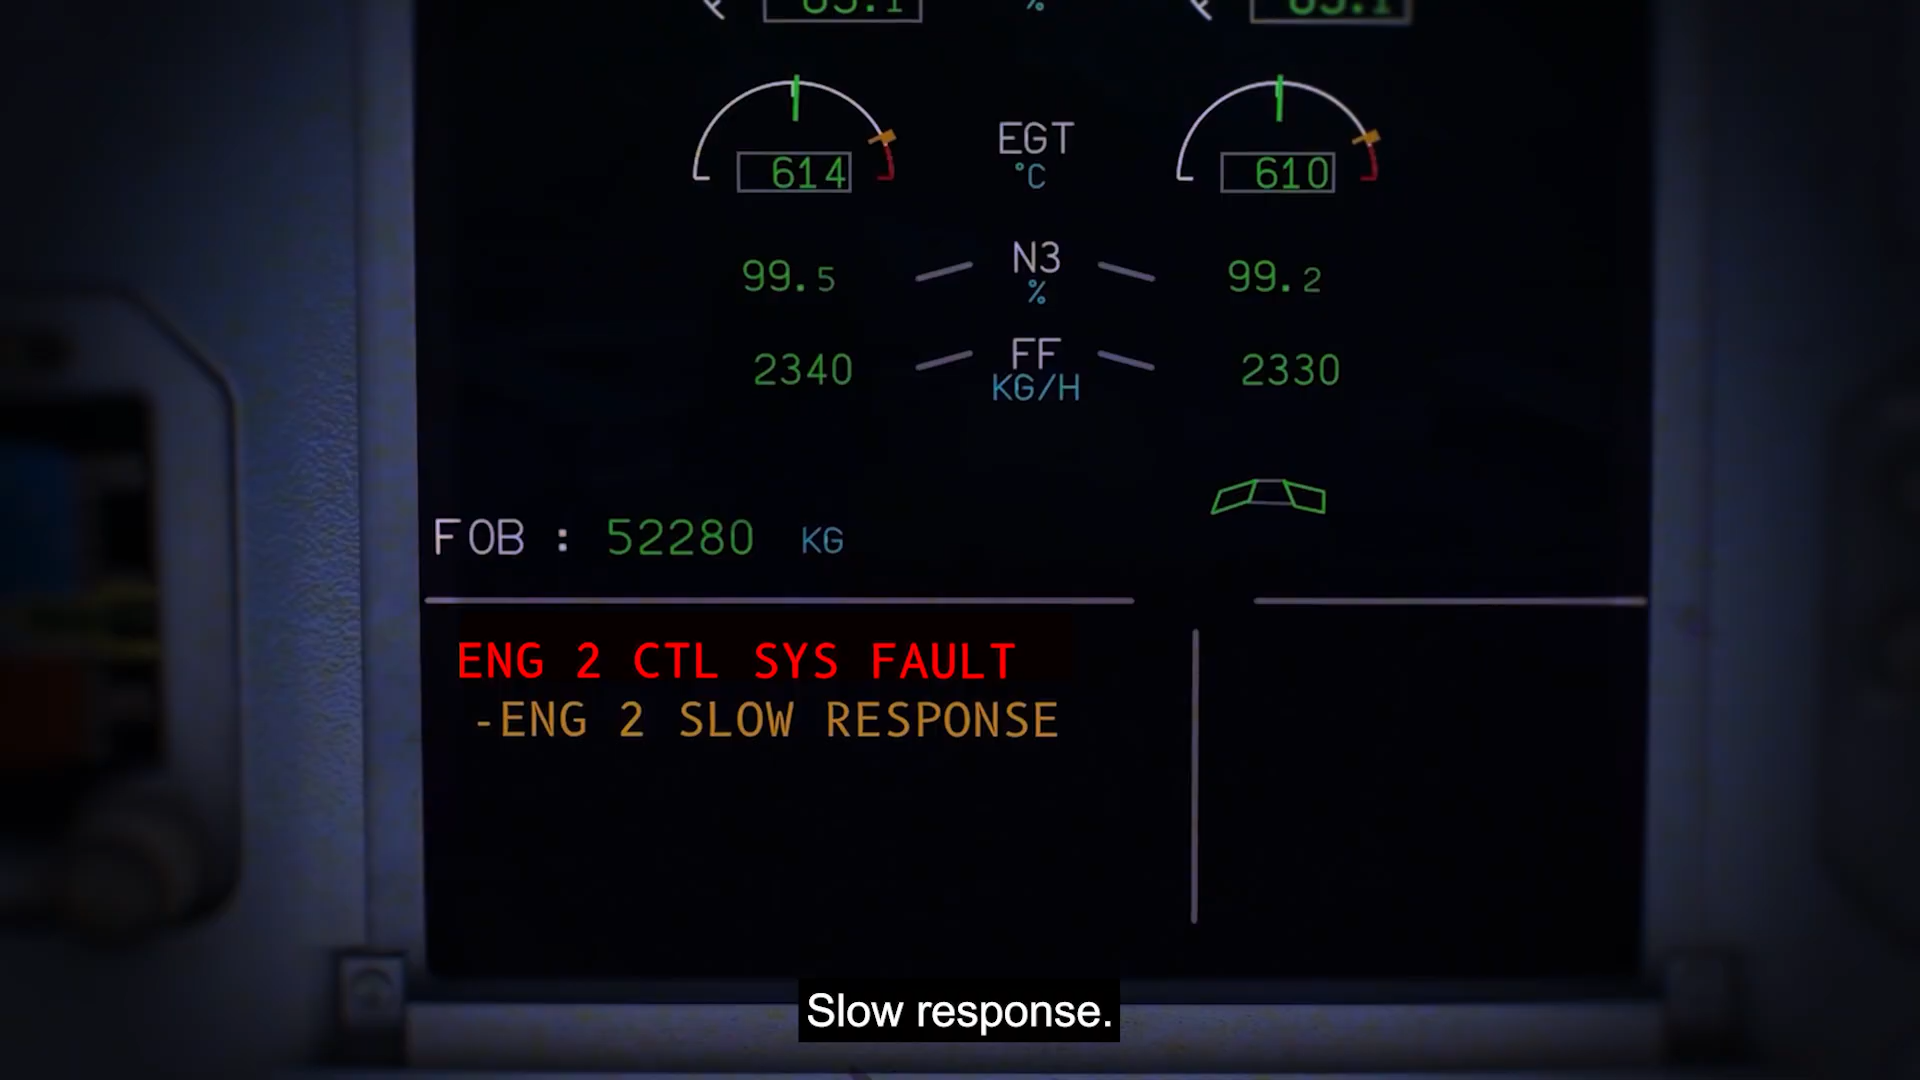 %
EGT
°C
614
610
N3
%
99.5
99.2
FF
KG/H
2340
2330
FOB : 52280 KG
ENG 2 CTL SYS FAULT
-ENG 2 SLOW RESPONSE
Slow response.